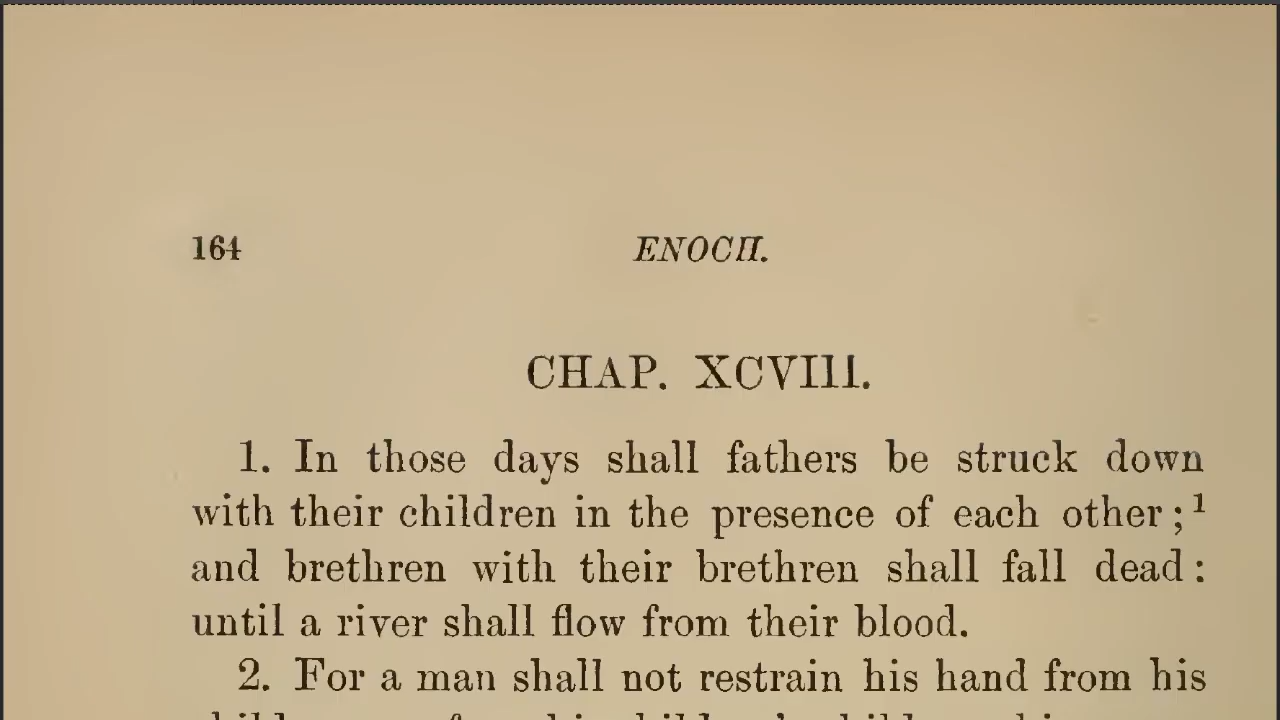 164 ENOCH.
CHAP. XCVIII.
1. In those days shall fathers be struck down
with their children in the presence of each other;¹
and brethren with their brethren shall fall dead:
until a river shall flow from their blood.
2. For a man shall not restrain his hand from his